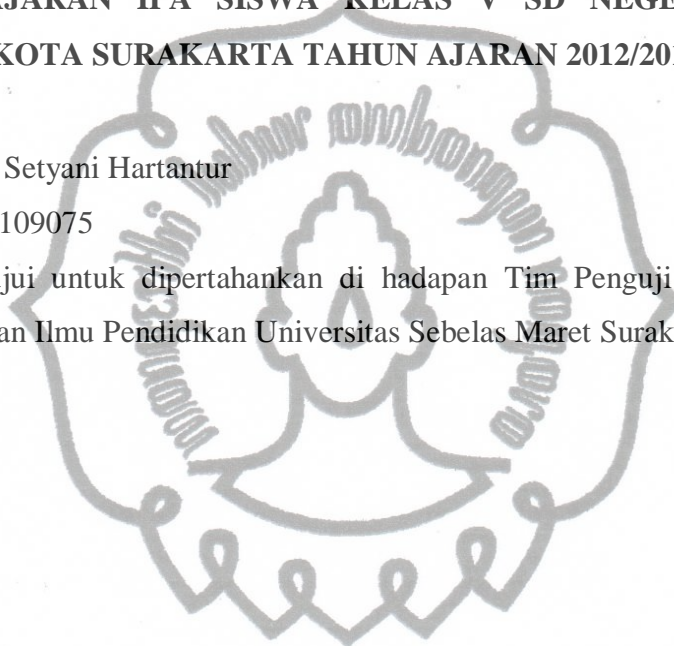 AJARAN IPA SISWA KELAS V SD NEGE
KOTA SURAKARTA TAHUN AJARAN 2012/201
Setyani Hartantur
109075
jui untuk dipertahankan di hadapan Tim Penguji
an Ilmu Pendidikan Universitas Sebelas Maret Surak